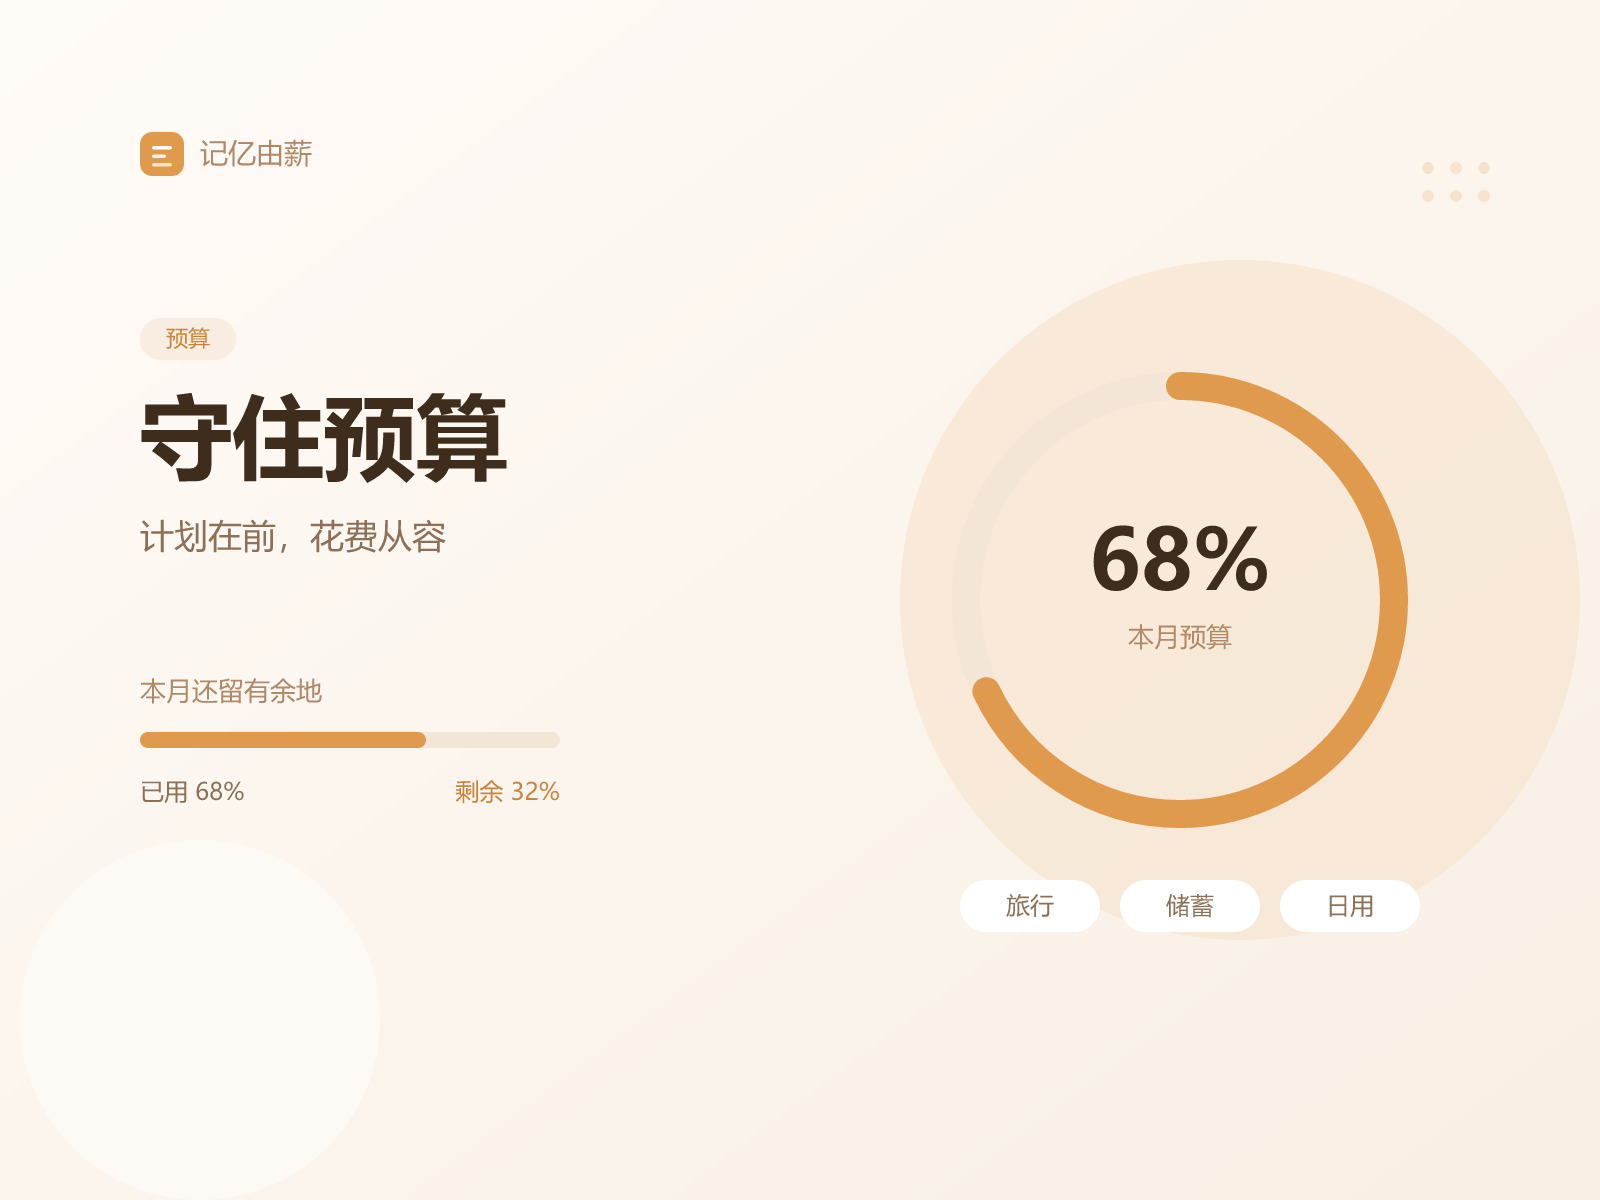 记亿由薪
预算
守住预算
计划在前，花费从容
本月还留有余地
已用 68%
剩余 32%
68%
本月预算
旅行
储蓄
日用